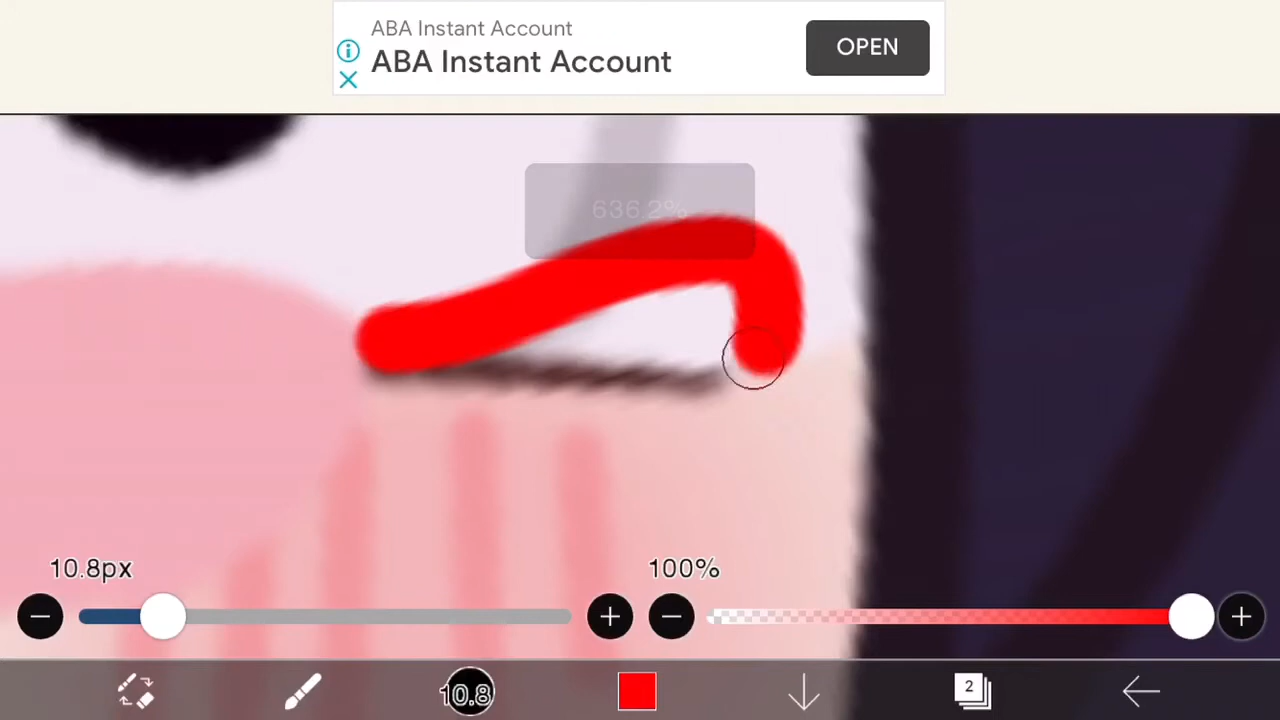 ABA Instant Account
ABA Instant Account
OPEN
636.2%
10.8px
100%
10.8
2